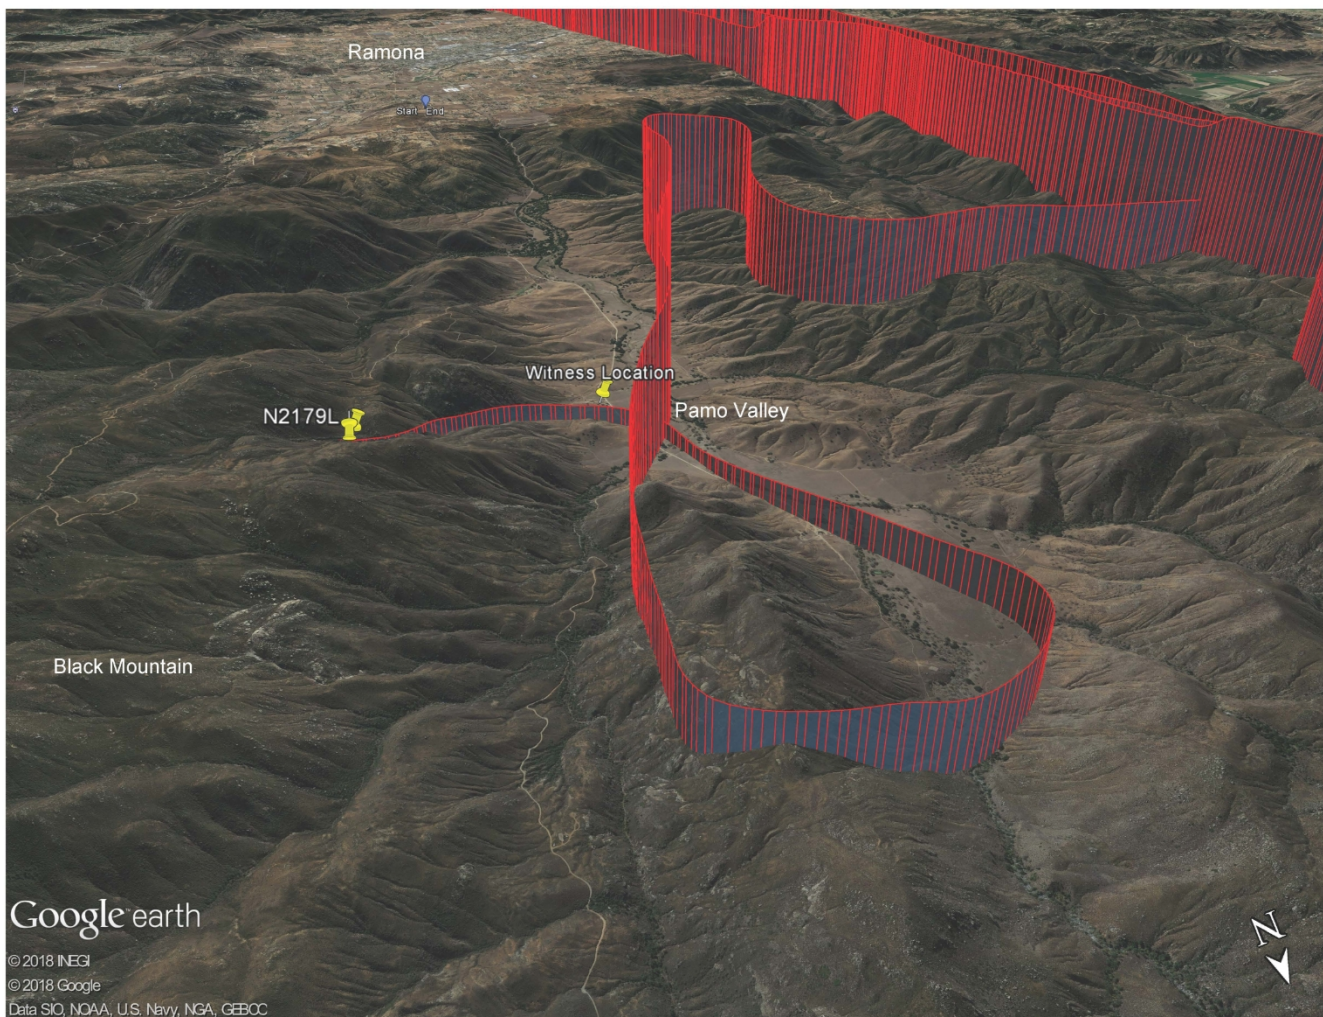 Ramona
Start End
Witness Location
N2179L
Pamo Valley
Black Mountain
Google earth
N
© 2018 INEGI
© 2018 Google
Data SIO, NOAA, U.S. Navy, NGA, GEBCO